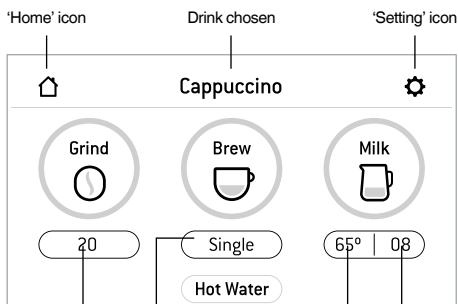 'Home' icon Drink chosen 'Setting' icon
Cappuccino
Grind Brew Milk
20 Single 65º | 08
Hot Water